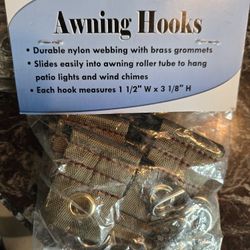 Awning Hooks
• Durable nylon webbing with brass grommets
• Slides easily into awning roller tube to hang
patio lights and wind chimes
• Each hook measures 1 1/2" W x 3 1/8" H